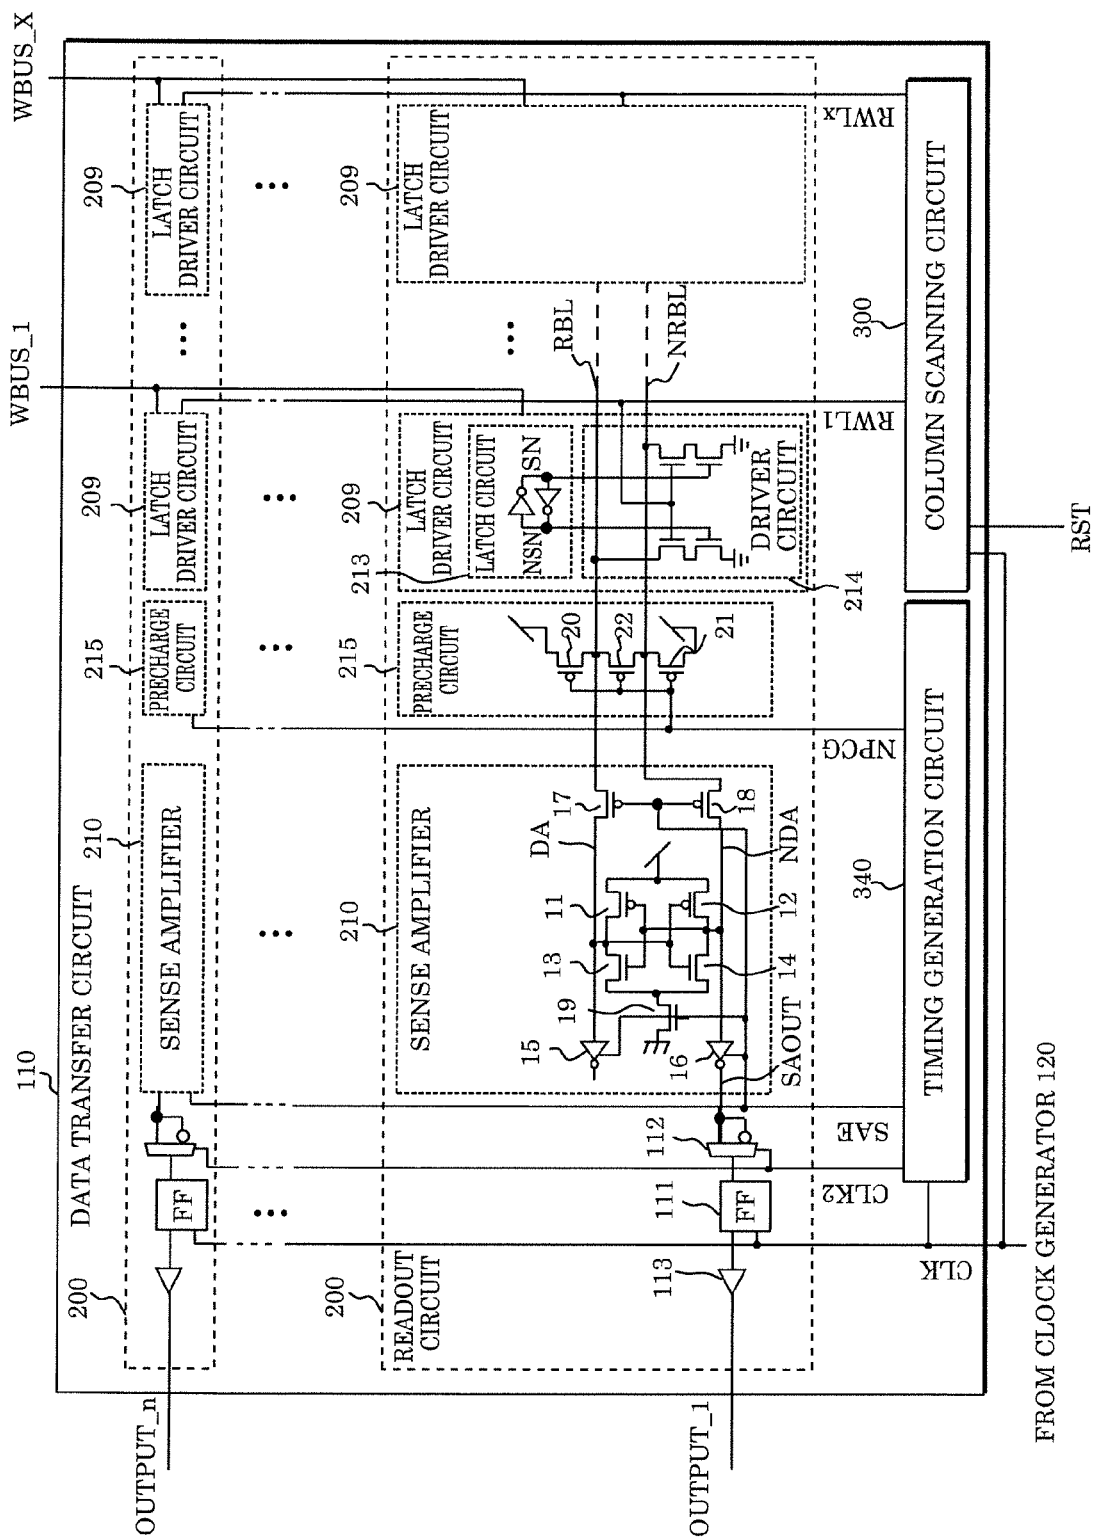 WBUS_1
WBUS_X
110
DATA TRANSFER CIRCUIT
200
OUTPUT_n
FF
210
SENSE AMPLIFIER
215
PRECHARGE
CIRCUIT
209
LATCH
DRIVER CIRCUIT
209
LATCH
DRIVER CIRCUIT
200
READOUT
CIRCUIT
OUTPUT_1
113
111
FF
112
210
SENSE AMPLIFIER
15
16
SAOUT
19
13
14
11
12
DA
NDA
17
18
215
PRECHARGE
CIRCUIT
20
22
21
209
LATCH
DRIVER CIRCUIT
213
LATCH CIRCUIT
NSN
SN
DRIVER
CIRCUIT
214
RBL
NRBL
209
LATCH
DRIVER CIRCUIT
CLK
CLK2
SAE
NPCG
RWL1
RWLx
340
TIMING GENERATION CIRCUIT
300
COLUMN SCANNING CIRCUIT
FROM CLOCK GENERATOR 120
RST